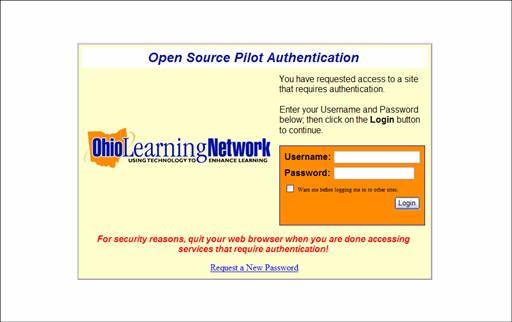 Open Source Pilot Authentication
You have requested access to a site
that requires authentication.
Enter your Username and Password
below; then click on the Login button
to continue.
OhioLearningNetwork
USING TECHNOLOGY TO ENHANCE LEARNING
Username:
Password:
Warn me before logging me in to other sites.
Login
For security reasons, quit your web browser when you are done accessing
services that require authentication!
Request a New Password